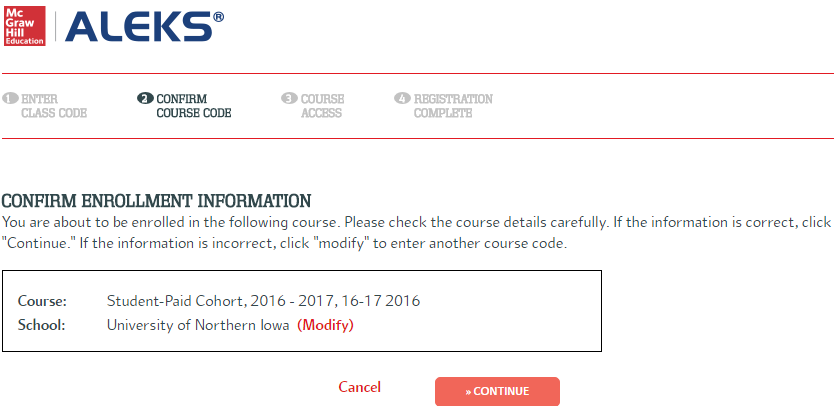 Mc
Graw
Hill
Education
ALEKS®
1 ENTER
CLASS CODE
2 CONFIRM
COURSE CODE
3 COURSE
ACCESS
4 REGISTRATION
COMPLETE
CONFIRM ENROLLMENT INFORMATION
You are about to be enrolled in the following course. Please check the course details carefully. If the information is correct, click
"Continue." If the information is incorrect, click "modify" to enter another course code.
Course: Student-Paid Cohort, 2016 - 2017, 16-17 2016
School: University of Northern Iowa (Modify)
Cancel » CONTINUE